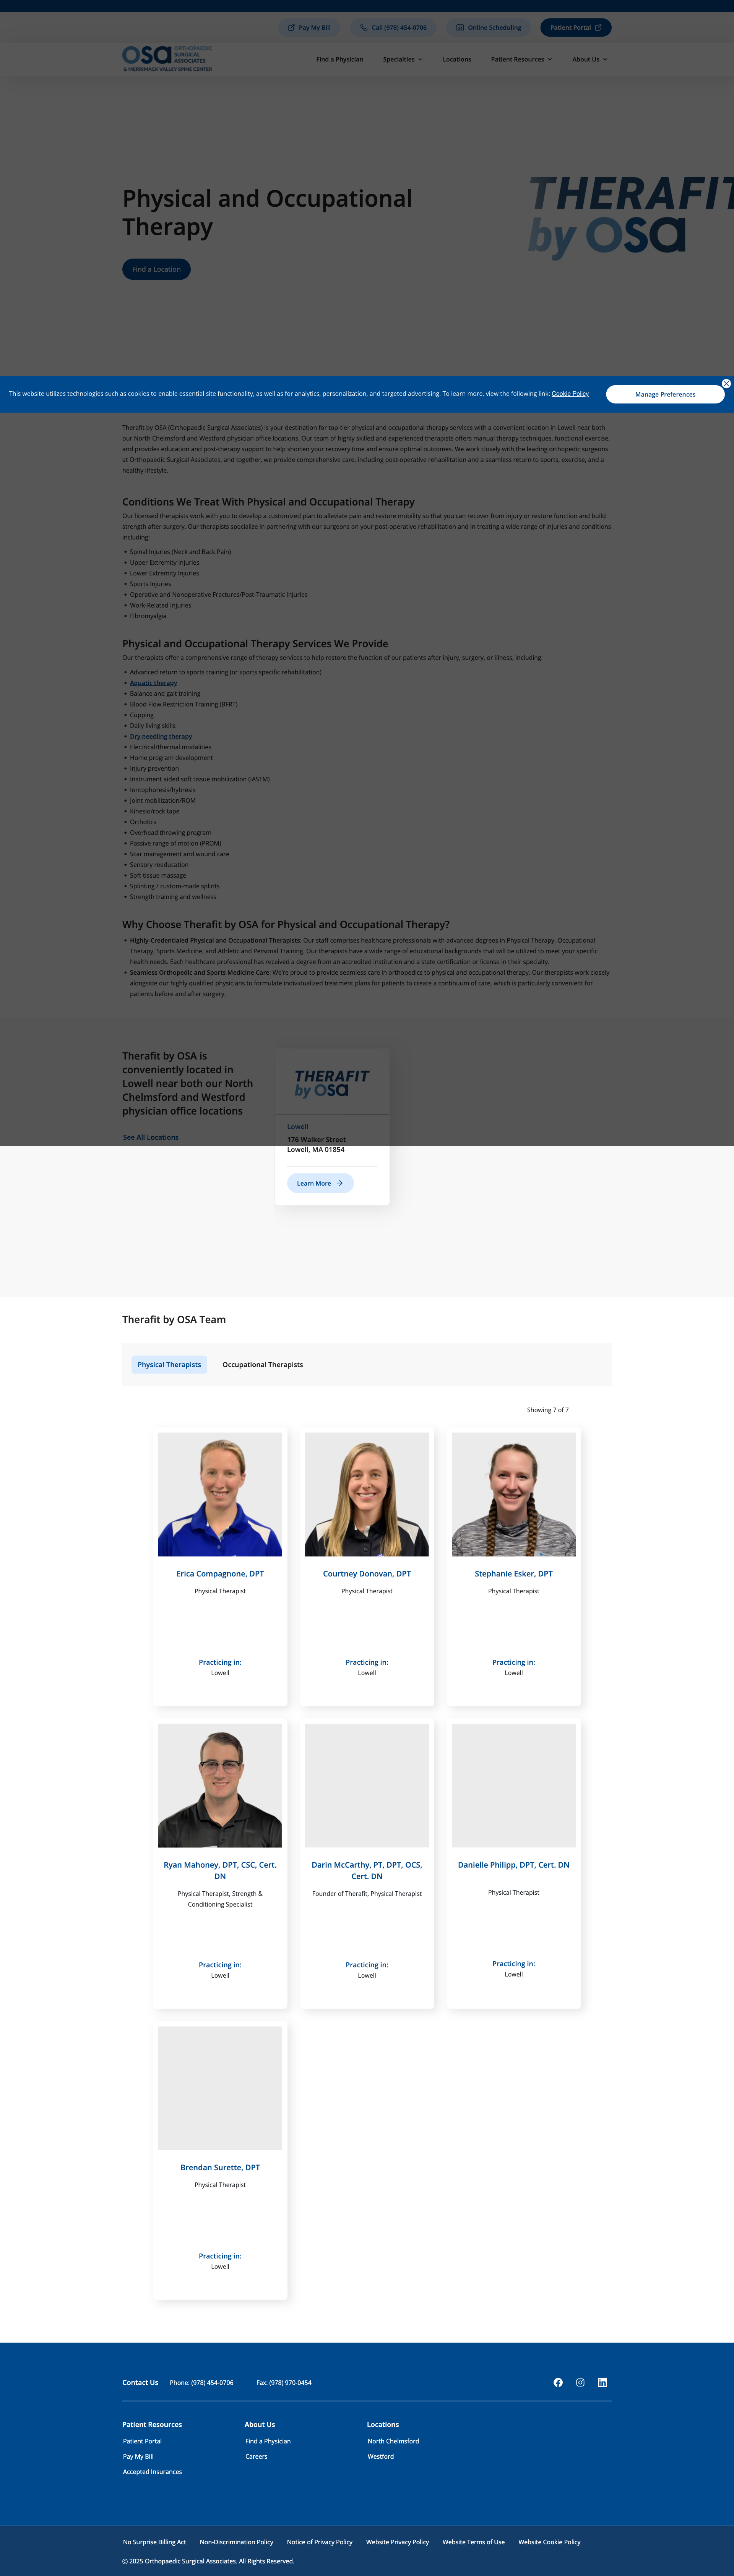 Pay My Bill
Call (978) 454-0706
Online Scheduling
Patient Portal
osa ORTHOPAEDIC
SURGICAL
ASSOCIATES
& MERRIMACK VALLEY SPINE CENTER
Find a Physician
Specialties
Locations
Patient Resources
About Us
Physical and Occupational
Therapy
THERAFIT
by osa
Find a Location
This website utilizes technologies such as cookies to enable essential site functionality, as well as for analytics, personalization, and targeted advertising. To learn more, view the following link: Cookie Policy
Manage Preferences
Therafit by OSA (Orthopaedic Surgical Associates) is your destination for top-tier physical and occupational therapy services with a convenient location in Lowell near both
our North Chelmsford and Westford physician office locations. Our team of highly skilled and experienced therapists offers manual therapy techniques, functional exercise,
and provides education and post-therapy support to help shorten your recovery time and ensure optimal outcomes. We work closely with the leading orthopedic surgeons
at Orthopaedic Surgical Associates, and together, we provide comprehensive care, including post-operative rehabilitation and a seamless return to sports, exercise, and a
healthy lifestyle.
Conditions We Treat With Physical and Occupational Therapy
Our licensed therapists work with you to develop a customized plan to alleviate pain and restore mobility so that you can recover from injury or restore function and build
strength after surgery. Our therapists specialize in partnering with our surgeons on your post-operative rehabilitation and in treating a wide range of injuries and conditions
including:
Spinal Injuries (Neck and Back Pain)
Upper Extremity Injuries
Lower Extremity Injuries
Sports Injuries
Operative and Nonoperative Fractures/Post-Traumatic Injuries
Work-Related Injuries
Fibromyalgia
Physical and Occupational Therapy Services We Provide
Our therapists offer a comprehensive range of therapy services to help restore the function of our patients after injury, surgery, or illness, including:
Advanced return to sports training (or sports specific rehabilitation)
Aquatic therapy
Balance and gait training
Blood Flow Restriction Training (BFRT)
Cupping
Daily living skills
Dry needling therapy
Electrical/thermal modalities
Home program development
Injury prevention
Instrument aided soft tissue mobilization (IASTM)
Iontophoresis/hybresis
Joint mobilization/ROM
Kinesio/rock tape
Orthotics
Overhead throwing program
Passive range of motion (PROM)
Scar management and wound care
Sensory reeducation
Soft tissue massage
Splinting / custom-made splints
Strength training and wellness
Why Choose Therafit by OSA for Physical and Occupational Therapy?
Highly-Credentialed Physical and Occupational Therapists: Our staff comprises healthcare professionals with advanced degrees in Physical Therapy, Occupational
Therapy, Sports Medicine, and Athletic and Personal Training. Our therapists have a wide range of educational backgrounds that will be utilized to meet your specific
health needs. Each healthcare professional has received a degree from an accredited institution and a state certification or license in their specialty.
Seamless Orthopedic and Sports Medicine Care: We're proud to provide seamless care in orthopedics to physical and occupational therapy. Our therapists work closely
alongside our highly qualified physicians to formulate individualized treatment plans for patients to create a continuum of care, which is particularly convenient for
patients before and after surgery.
Therafit by OSA is
conveniently located in
Lowell near both our North
Chelmsford and Westford
physician office locations
See All Locations
THERAFIT
by osa
Lowell
176 Walker Street
Lowell, MA 01854
Learn More
Therafit by OSA Team
Physical Therapists
Occupational Therapists
Showing 7 of 7
Erica Compagnone, DPT
Physical Therapist
Practicing in:
Lowell
Courtney Donovan, DPT
Physical Therapist
Practicing in:
Lowell
Stephanie Esker, DPT
Physical Therapist
Practicing in:
Lowell
Ryan Mahoney, DPT, CSC, Cert.
DN
Physical Therapist, Strength &
Conditioning Specialist
Practicing in:
Lowell
Darin McCarthy, PT, DPT, OCS,
Cert. DN
Founder of Therafit, Physical Therapist
Practicing in:
Lowell
Danielle Philipp, DPT, Cert. DN
Physical Therapist
Practicing in:
Lowell
Brendan Surette, DPT
Physical Therapist
Practicing in:
Lowell
Contact Us
Phone: (978) 454-0706
Fax: (978) 970-0454
Patient Resources
Patient Portal
Pay My Bill
Accepted Insurances
About Us
Find a Physician
Careers
Locations
North Chelmsford
Westford
No Surprise Billing Act
Non-Discrimination Policy
Notice of Privacy Policy
Website Privacy Policy
Website Terms of Use
Website Cookie Policy
© 2025 Orthopaedic Surgical Associates. All Rights Reserved.